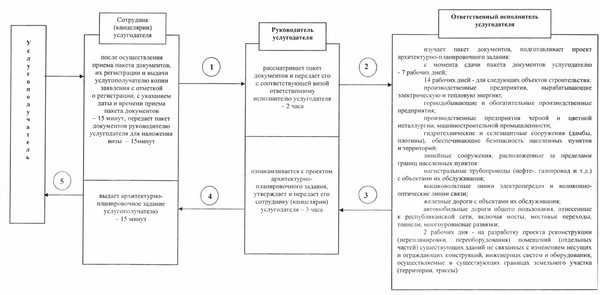 Услугополучатель
Сотрудник
(канцелярии)
услугодателя
после осуществления
приема пакета документов,
их регистрации и выдачи
услугополучателю копии
заявления с отметкой
о регистрации, с указанием
даты и времени приема
пакета документов
– 15 минут, передает пакет
документов руководителю
услугодателя для наложения
визы – 15минут
выдает архитектурно-
планировочное задание
услугополучателю
– 15 минут
1
Руководитель
услугодателя
рассматривает пакет
документов и передает его
с соответствующей визой
ответственному
исполнителю услугодателя
– 2 часа
ознакамливается с проектом
архитектурно-
планировочного задания,
утверждает и передает его
сотруднику (канцелярии)
услугодателя – 3 часа
2
Ответственный исполнитель
услугодателя
изучает пакет документов, подготавливает проект
архитектурно-планировочного задания:
с момента сдачи пакета документов услугодателю
- 7 рабочих дней;
14 рабочих дней - для следующих объектов строительства:
производственные предприятия, вырабатывающие
электрическую и тепловую энергию;
горнодобывающие и обогатительные производственные
предприятия;
производственные предприятия черной и цветной
металлургии, машиностроительной промышленности;
гидротехнические и селезащитные сооружения (дамбы,
плотины), обеспечивающие безопасность населенных пунктов
и территорий;
линейные сооружения, расположенные за пределами
границ населенных пунктов:
магистральные трубопроводы (нефте-, газопровод и т.д.)
с объектами их обслуживания;
высоковольтные линии электропередач и волоконно-
оптические линии связи;
железные дороги с объектами их обслуживания;
автомобильные дороги общего пользования, отнесенные
к республиканской сети, включая мосты, мостовые переходы,
тоннели, многоуровневые развязки;
2 рабочих дня - на разработку проекта реконструкции
(перепланировки, переоборудования) помещений (отдельных
частей) существующих зданий не связанных с изменением несущих
и ограждающих конструкций, инженерных систем и оборудования,
осуществляемые в существующих границах земельного участка
(территории, трассы)
3
4
5